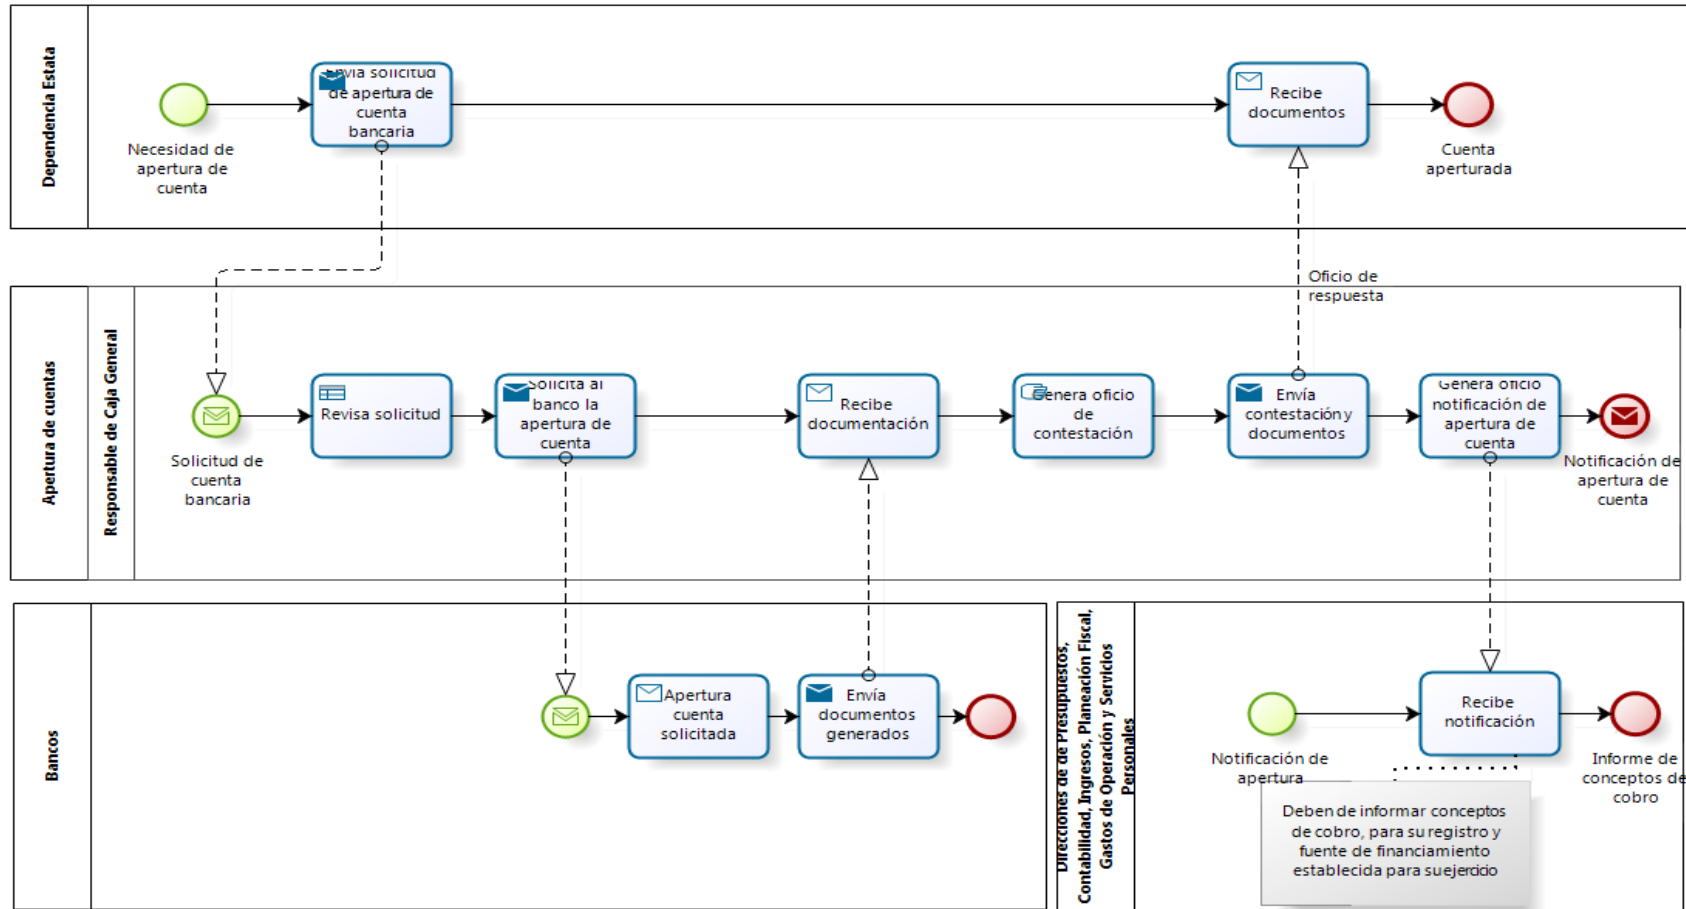 Dependencia Estata
Envía solicitud
de apertura de
cuenta
bancaria
Necesidad de
apertura de
cuenta
Recibe
documentos
Cuenta
aperturada
Oficio de
respuesta
Apertura de cuentas
Responsable de Caja General
Solicitud de
cuenta
bancaria
Revisa solicitud
Solicita al
banco la
apertura de
cuenta
Recibe
documentación
Genera oficio
de
contestación
Envía
contestación y
documentos
Genera oficio
notificación de
apertura de
cuenta
Notificación de
apertura de
cuenta
Bancos
Apertura
cuenta
solicitada
Envía
documentos
generados
Direcciones de de Presupuestos,
Contabilidad, Ingresos, Planeación Fiscal,
Gastos de Operación y Servicios
Personales
Notificación de
apertura
Recibe
notificación
Informe de
conceptos de
cobro
Deben de informar conceptos
de cobro, para su registro y
fuente de financiamiento
establecida para su ejercicio